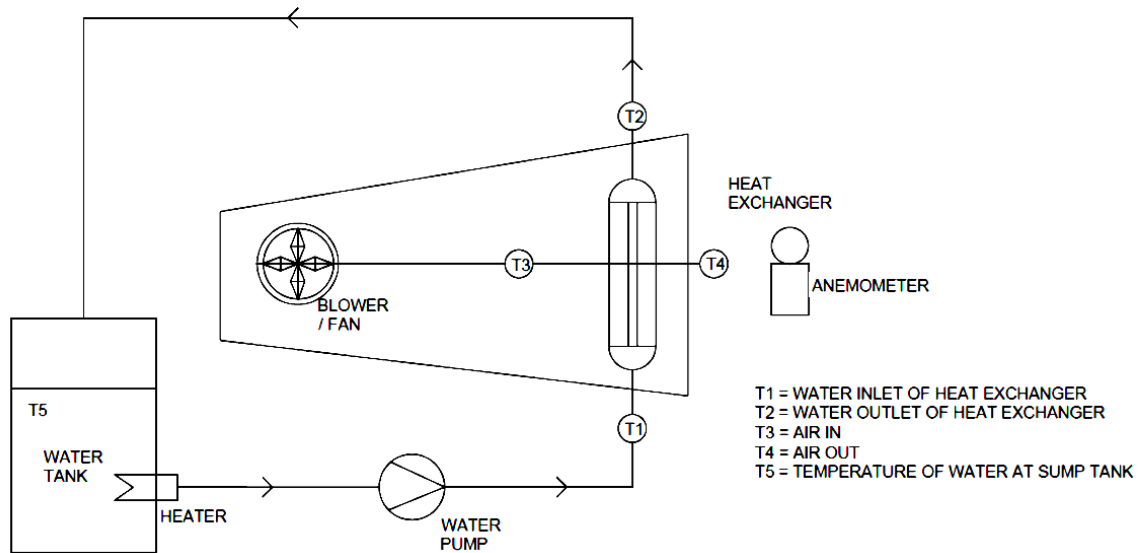 T2
HEAT
EXCHANGER
T3
T4
BLOWER
/ FAN
ANEMOMETER
T5
WATER
TANK
HEATER
WATER
PUMP
T1
T1 = WATER INLET OF HEAT EXCHANGER
T2 = WATER OUTLET OF HEAT EXCHANGER
T3 = AIR IN
T4 = AIR OUT
T5 = TEMPERATURE OF WATER AT SUMP TANK